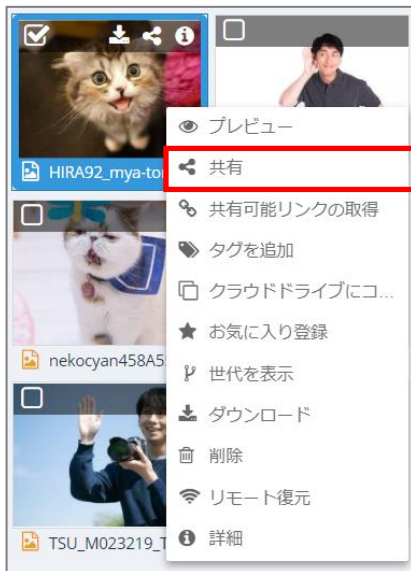 HIRA92_mya-to
プレビュー
共有
共有可能リンクの取得
タグを追加
クラウドドライブにコ...
お気に入り登録
nekocyan458A5
世代を表示
ダウンロード
削除
リモート復元
詳細
TSU_M023219_T